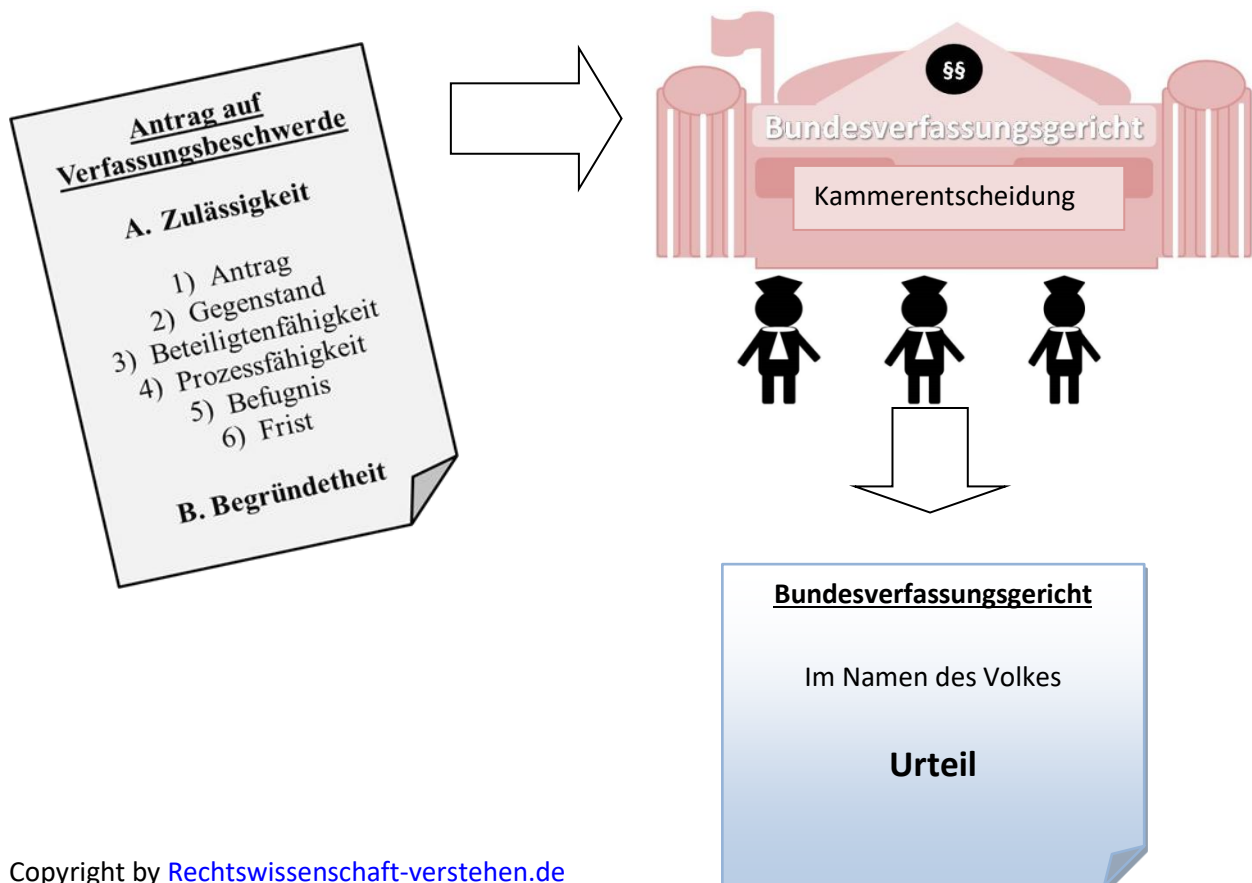 Antrag auf
Verfassungsbeschwerde
A. Zulässigkeit
1) Antrag
2) Gegenstand
3) Beteiligtenfähigkeit
4) Prozessfähigkeit
5) Befugnis
6) Frist
B. Begründetheit
§§
Bundesverfassungsgericht
Kammerentscheidung
Bundesverfassungsgericht
Im Namen des Volkes
Urteil
Copyright by Rechtswissenschaft-verstehen.de